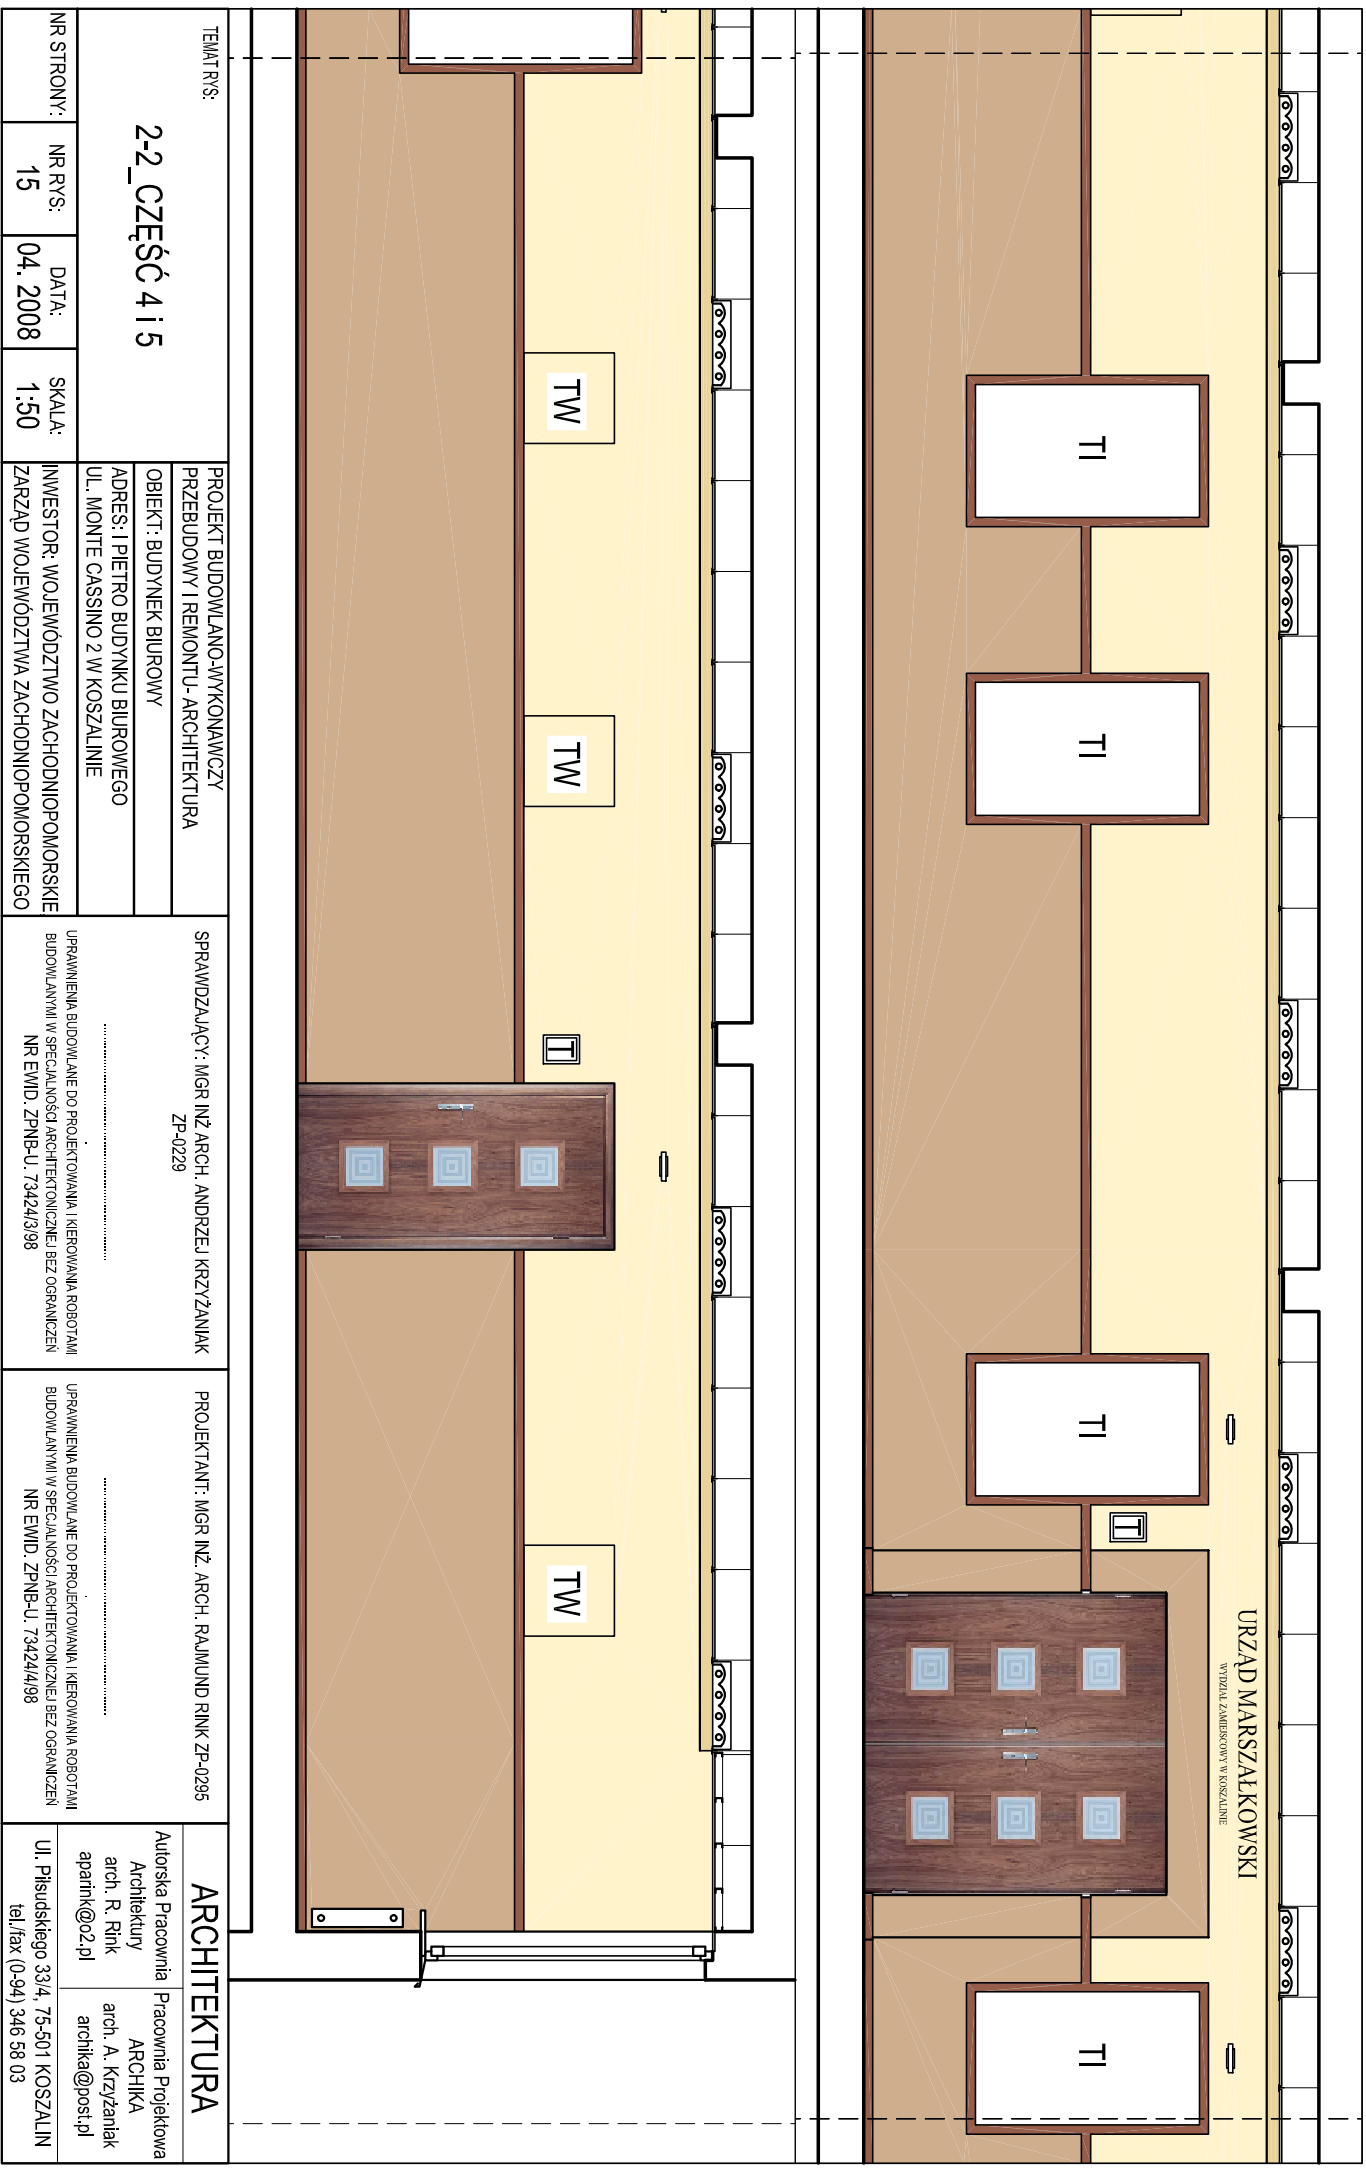 TI
TI
TI
T
URZĄD MARSZAŁKOWSKI
WYDZIAŁ ZAMIEJSCOWY W KOSZALINIE
TI
TW
TW
T
TW
TEMAT RYS:
2-2_CZĘŚĆ 4 i 5
NR STRONY:
NR RYS:
15
DATA:
04. 2008
SKALA:
1:50
PROJEKT BUDOWLANO-WYKONAWCZY
PRZEBUDOWY I REMONTU- ARCHITEKTURA
OBIEKT: BUDYNEK BIUROWY
ADRES: I PIETRO BUDYNKU BIUROWEGO
UL. MONTE CASSINO 2 W KOSZALINIE
INWESTOR: WOJEWÓDZTWO ZACHODNIOPOMORSKIE
ZARZĄD WOJEWÓDZTWA ZACHODNIOPOMORSKIEGO
SPRAWDZAJĄCY: MGR INŻ ARCH. ANDRZEJ KRZYŻANIAK
ZP-0229
UPRAWNIENIA BUDOWLANE DO PROJEKTOWANIA I KIEROWANIA ROBOTAMI
BUDOWLANYMI W SPECJALNOŚCI ARCHITEKTONICZNEJ BEZ OGRANICZEŃ
NR EWID. ZPNB-U. 73424/3/98
PROJEKTANT: MGR INŻ. ARCH. RAJMUND RINK ZP-0295
UPRAWNIENIA BUDOWLANE DO PROJEKTOWANIA I KIEROWANIA ROBOTAMI
BUDOWLANYMI W SPECJALNOŚCI ARCHITEKTONICZNEJ BEZ OGRANICZEŃ
NR EWID. ZPNB-U. 73424/4/98
ARCHITEKTURA
Autorska Pracownia
Architektury
arch. R. Rink
aparink@o2.pl
Pracownia Projektowa
ARCHIKA
arch. A. Krzyżaniak
archika@post.pl
Ul. Piłsudskiego 33/4, 75-501 KOSZALIN
tel./fax (0-94) 346 58 03